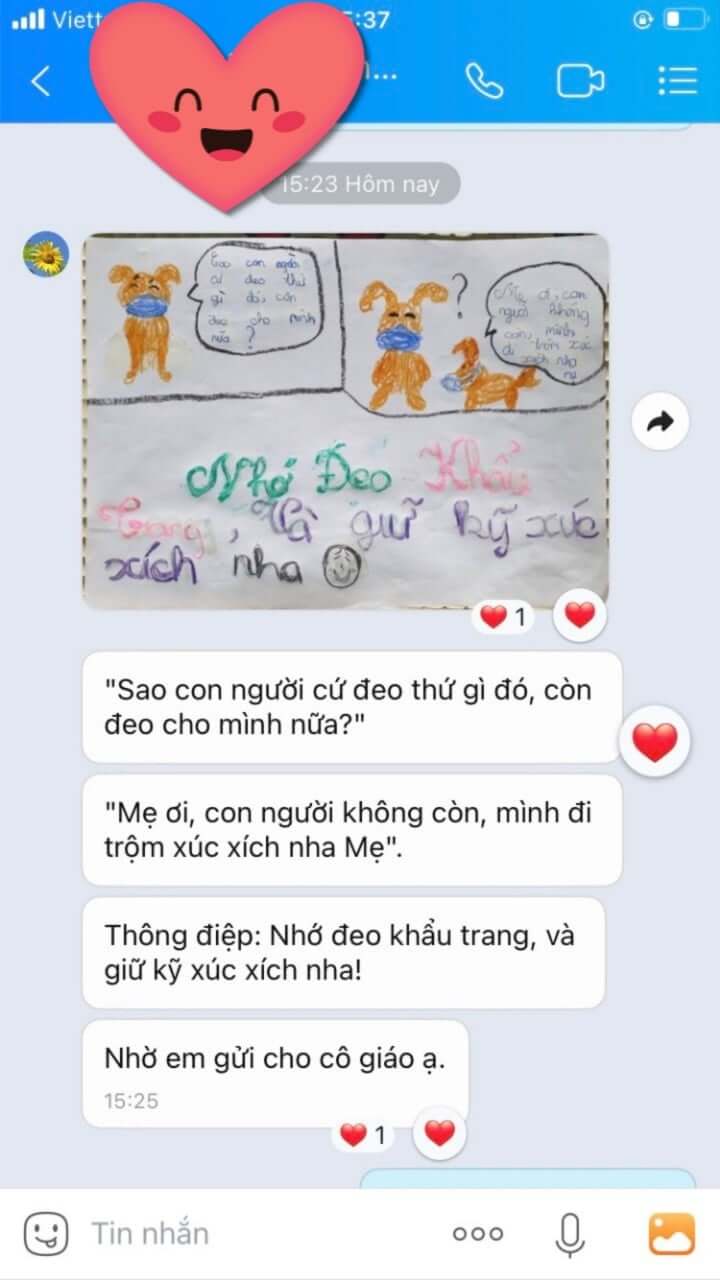 Viett
5:37
...
15:23 Hôm nay
Sao con người
cứ đeo thứ
gì đó, còn
đeo cho mình
nữa ?
?
Mẹ ơi, con
người không
còn, mình
đi trộm xúc
xích nha
Mẹ
Nhớ Đeo Khẩu
Trang, Và giữ kỹ xúc
xích nha
1
"Sao con người cứ đeo thứ gì đó, còn
đeo cho mình nữa?"
"Mẹ ơi, con người không còn, mình đi
trộm xúc xích nha Mẹ".
Thông điệp: Nhớ đeo khẩu trang, và
giữ kỹ xúc xích nha!
Nhờ em gửi cho cô giáo ạ.
15:25
1
Tin nhắn